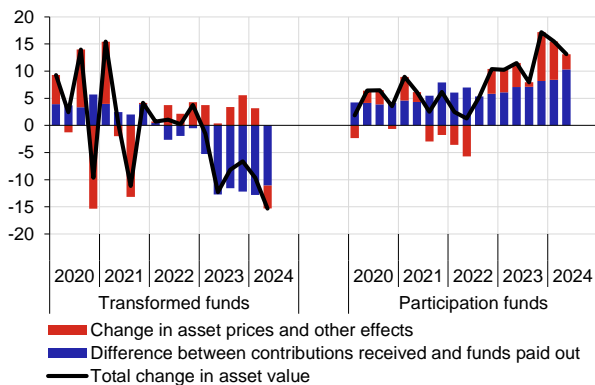 20
15
10
5
0
-5
-10
-15
-20
2020 2021 2022 2023 2024 2020 2021 2022 2023 2024
Transformed funds Participation funds
Change in asset prices and other effects
Difference between contributions received and funds paid out
Total change in asset value